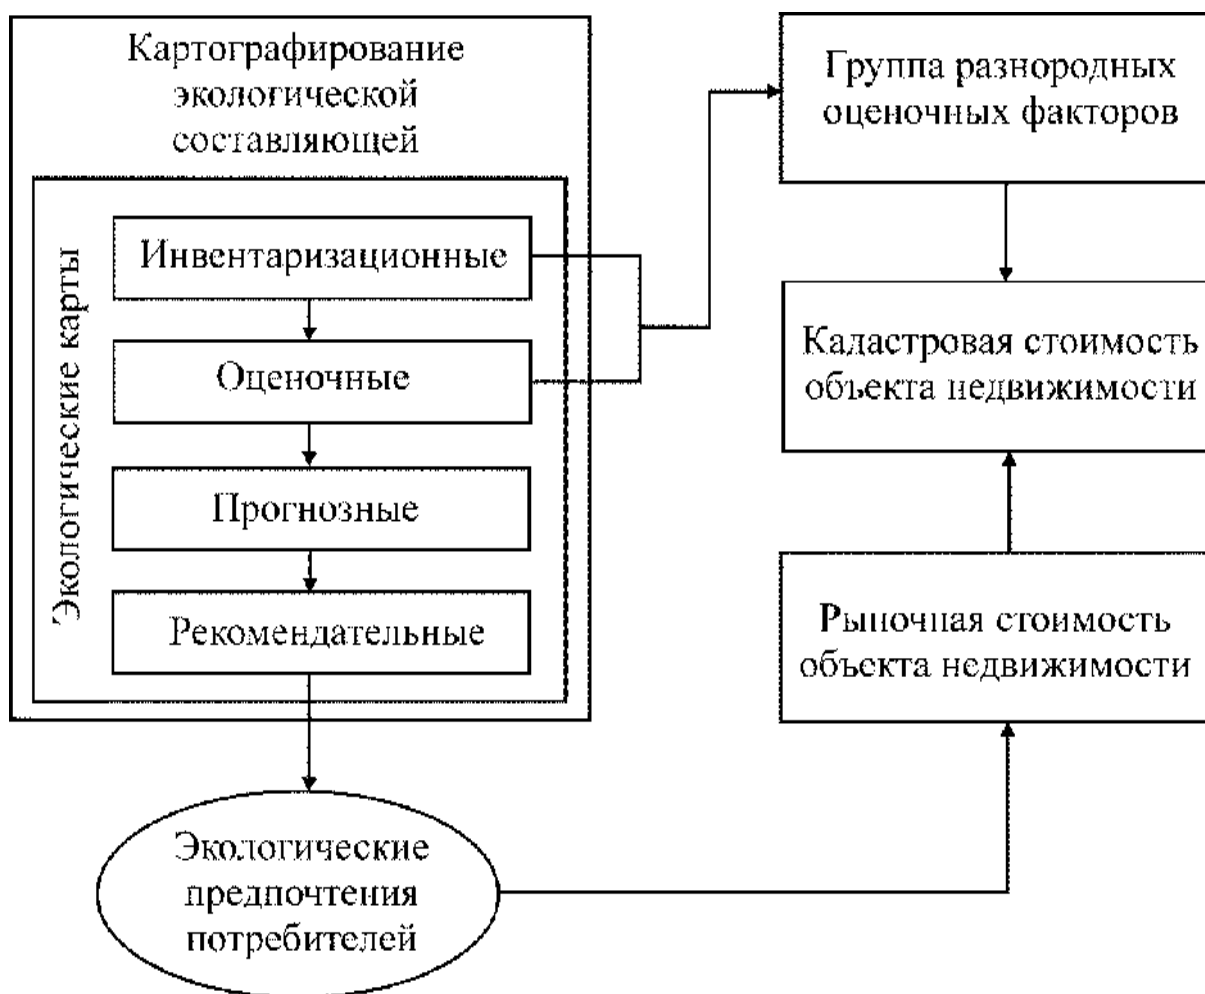 Картографирование
экологической
составляющей
Экологические карты
Инвентаризационные
Оценочные
Прогнозные
Рекомендательные
Экологические
предпочтения
потребителей
Группа разнородных
оценочных факторов
Кадастровая стоимость
объекта недвижимости
Рыночная стоимость
объекта недвижимости